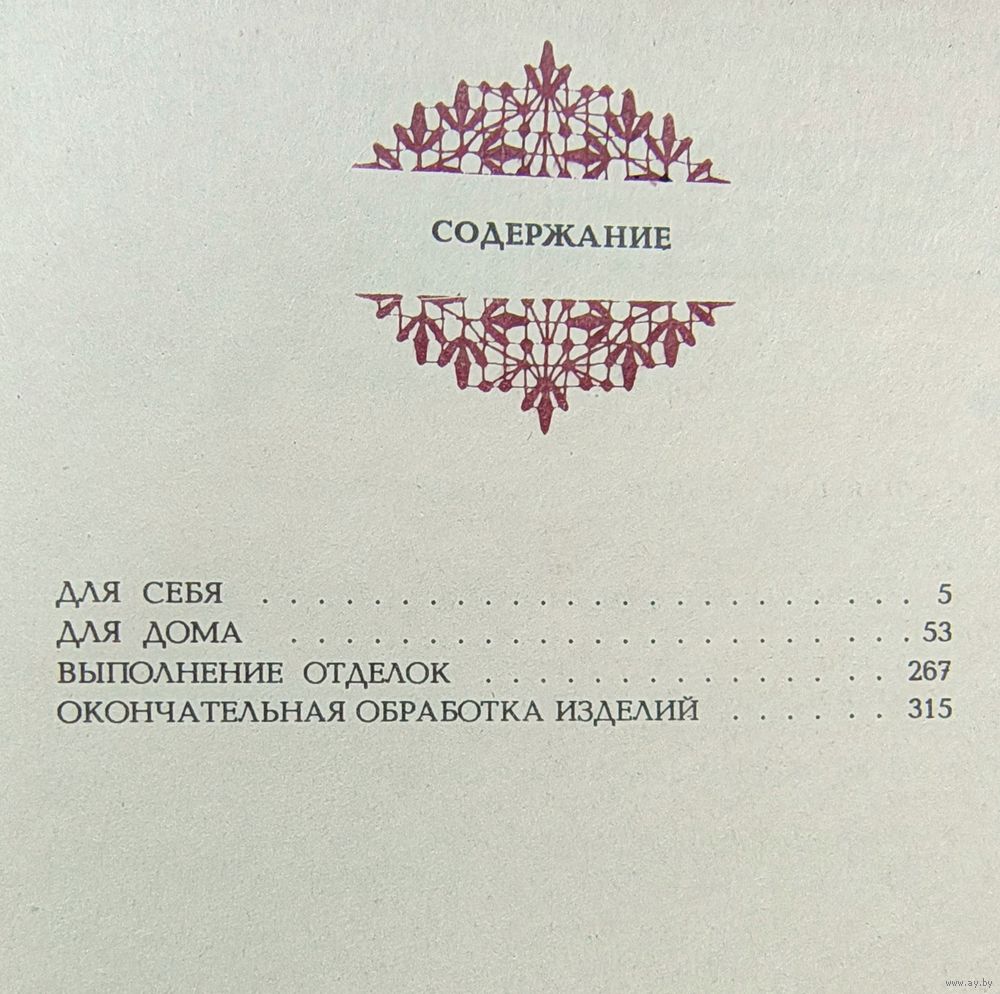 СОДЕРЖАНИЕ
ДЛЯ СЕБЯ . . . . . . . . . . . . . . . . . . . . . . . . 5
ДЛЯ ДОМА . . . . . . . . . . . . . . . . . . . . . . . 53
ВЫПОЛНЕНИЕ ОТДЕЛОК . . . . . . . . . . . . . . . 267
ОКОНЧАТЕЛЬНАЯ ОБРАБОТКА ИЗДЕЛИЙ . . . . . . 315
www.ay.by